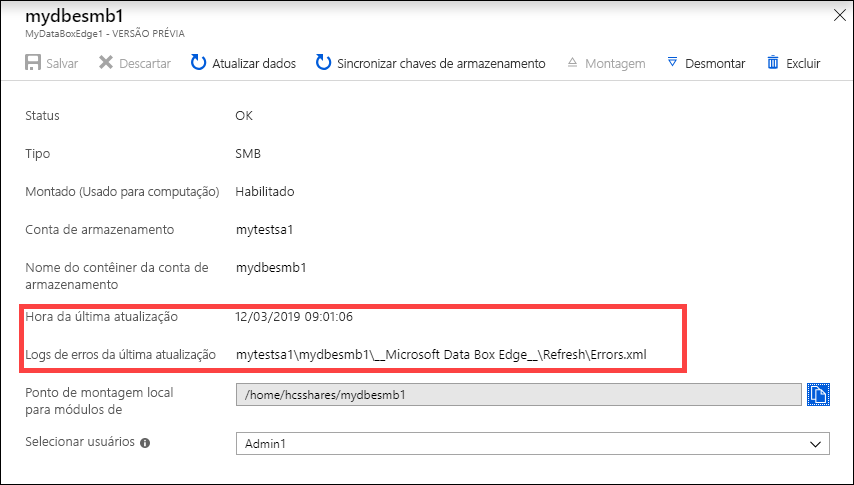 mydbesmb1
MyDataBoxEdge1 - VERSÃO PRÉVIA
Salvar Descartar Atualizar dados Sincronizar chaves de armazenamento Montagem Desmontar Excluir
Status OK
Tipo SMB
Montado (Usado para computação) Habilitado
Conta de armazenamento mytestsa1
Nome do contêiner da conta de mydbesmb1
armazenamento
Hora da última atualização 12/03/2019 09:01:06
Logs de erros da última atualização mytestsa1\mydbesmb1\__Microsoft Data Box Edge__\Refresh\Errors.xml
Ponto de montagem local /home/hcsshares/mydbesmb1
para módulos de
Selecionar usuários Admin1